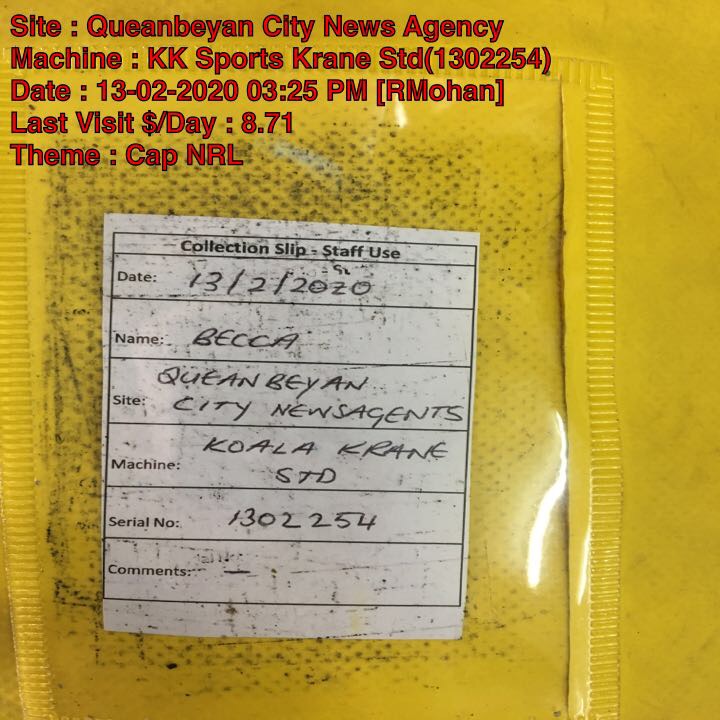 Site : Queanbeyan City News Agency
Machine : KK Sports Krane Std(1302254)
Date : 13-02-2020 03:25 PM [RMohan]
Last Visit $/Day : 8.71
Theme : Cap NRL
Collection Slip - Staff Use
Date: 13/2/2020
Name: BECCA
Site: QUEANBEYAN
CITY NEWSAGENTS
Machine: KOALA KRANE
STD
Serial No: 1302254
Comments: —